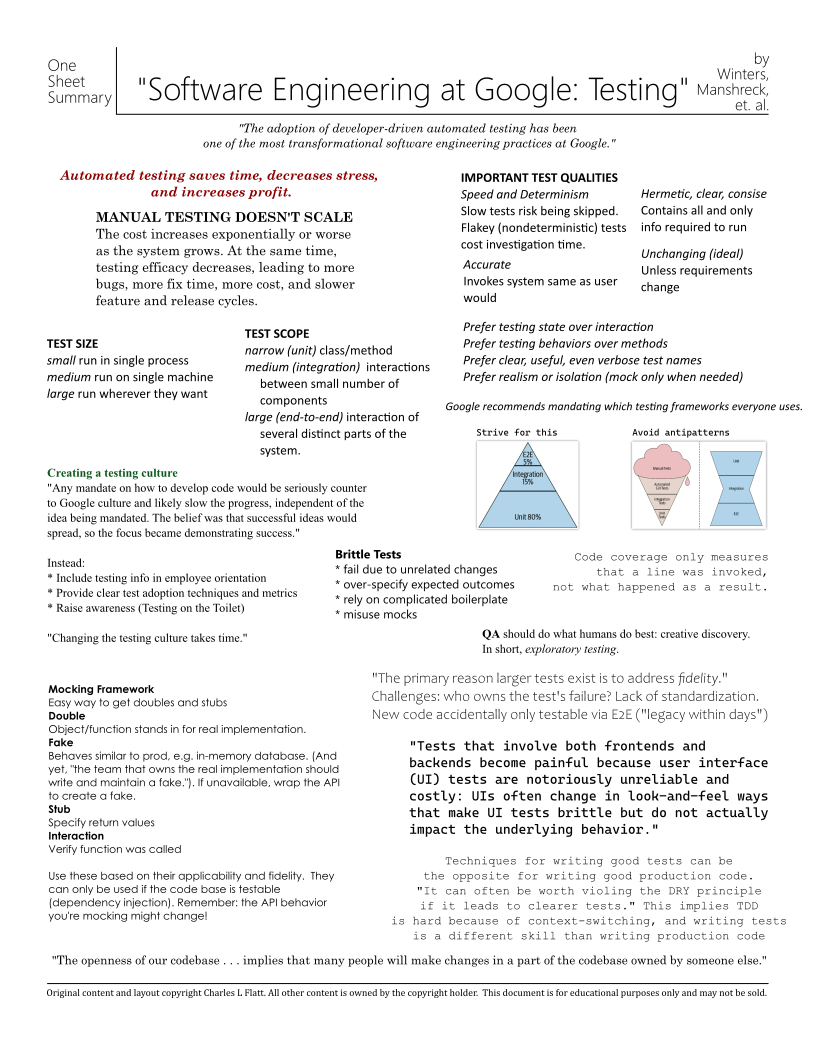 One
Sheet
Summary
"Software Engineering at Google: Testing"
by
Winters,
Manshreck,
et. al.
"The adoption of developer-driven automated testing has been
one of the most transformational software engineering practices at Google."
Automated testing saves time, decreases stress,
and increases profit.
MANUAL TESTING DOESN'T SCALE
The cost increases exponentially or worse
as the system grows. At the same time,
testing efficacy decreases, leading to more
bugs, more fix time, more cost, and slower
feature and release cycles.
IMPORTANT TEST QUALITIES
Speed and Determinism
Slow tests risk being skipped.
Flakey (nondeterministic) tests
cost investigation time.
Accurate
Invokes system same as user
would
Hermetic, clear, consise
Contains all and only
info required to run
Unchanging (ideal)
Unless requirements
change
Prefer testing state over interaction
Prefer testing behaviors over methods
Prefer clear, useful, even verbose test names
Prefer realism or isolation (mock only when needed)
TEST SIZE
small run in single process
medium run on single machine
large run wherever they want
TEST SCOPE
narrow (unit) class/method
medium (integration) interactions
between small number of
components
large (end-to-end) interaction of
several distinct parts of the
system.
Google recommends mandating which testing frameworks everyone uses.
Strive for this
E2E
5%
Integration
15%
Unit 80%
Avoid antipatterns
Manual tests
Automated
GUI Tests
Integration
Tests
Unit
Tests
Unit
Integration
E2E
Creating a testing culture
"Any mandate on how to develop code would be seriously counter
to Google culture and likely slow the progress, independent of the
idea being mandated. The belief was that successful ideas would
spread, so the focus became demonstrating success."
Instead:
* Include testing info in employee orientation
* Provide clear test adoption techniques and metrics
* Raise awareness (Testing on the Toilet)
"Changing the testing culture takes time."
Brittle Tests
* fail due to unrelated changes
* over-specify expected outcomes
* rely on complicated boilerplate
* misuse mocks
Code coverage only measures
that a line was invoked,
not what happened as a result.
QA should do what humans do best: creative discovery.
In short, exploratory testing.
Mocking Framework
Easy way to get doubles and stubs
Double
Object/function stands in for real implementation.
Fake
Behaves similar to prod, e.g. in-memory database. (And
yet, "the team that owns the real implementation should
write and maintain a fake."). If unavailable, wrap the API
to create a fake.
Stub
Specify return values
Interaction
Verify function was called
Use these based on their applicability and fidelity. They
can only be used if the code base is testable
(dependency injection). Remember: the API behavior
you're mocking might change!
"The primary reason larger tests exist is to address fidelity."
Challenges: who owns the test's failure? Lack of standardization.
New code accidentally only testable via E2E ("legacy within days")
"Tests that involve both frontends and
backends become painful because user interface
(UI) tests are notoriously unreliable and
costly: UIs often change in look-and-feel ways
that make UI tests brittle but do not actually
impact the underlying behavior."
Techniques for writing good tests can be
the opposite for writing good production code.
"It can often be worth violing the DRY principle
if it leads to clearer tests." This implies TDD
is hard because of context-switching, and writing tests
is a different skill than writing production code
"The openness of our codebase . . . implies that many people will make changes in a part of the codebase owned by someone else."
Original content and layout copyright Charles L Flatt. All other content is owned by the copyright holder. This document is for educational purposes only and may not be sold.